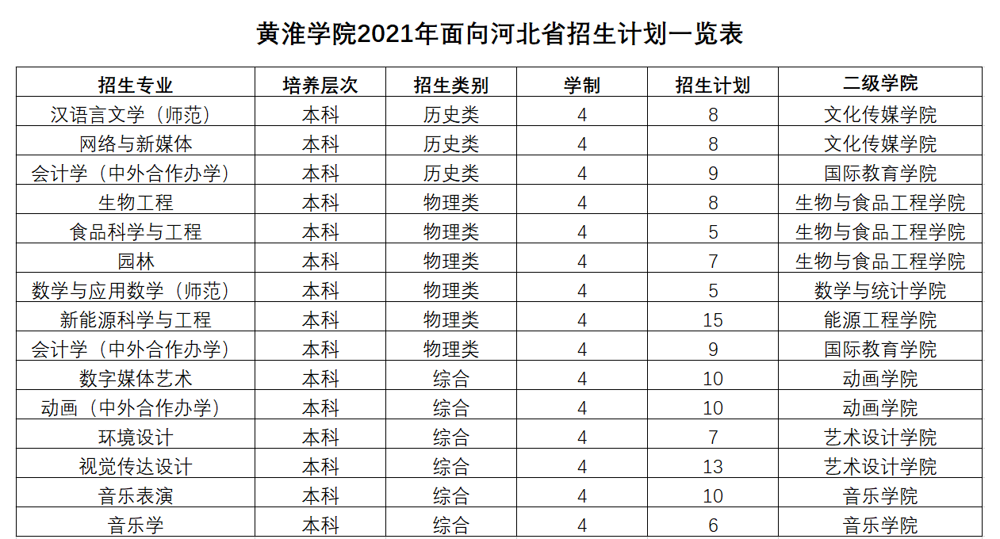 黄淮学院2021年面向河北省招生计划一览表
招生专业 培养层次 招生类别 学制 招生计划 二级学院
汉语言文学（师范） 本科 历史类 4 8 文化传媒学院
网络与新媒体 本科 历史类 4 8 文化传媒学院
会计学（中外合作办学） 本科 历史类 4 9 国际教育学院
生物工程 本科 物理类 4 8 生物与食品工程学院
食品科学与工程 本科 物理类 4 5 生物与食品工程学院
园林 本科 物理类 4 7 生物与食品工程学院
数学与应用数学（师范） 本科 物理类 4 5 数学与统计学院
新能源科学与工程 本科 物理类 4 15 能源工程学院
会计学（中外合作办学） 本科 物理类 4 9 国际教育学院
数字媒体艺术 本科 综合 4 10 动画学院
动画（中外合作办学） 本科 综合 4 10 动画学院
环境设计 本科 综合 4 7 艺术设计学院
视觉传达设计 本科 综合 4 13 艺术设计学院
音乐表演 本科 综合 4 10 音乐学院
音乐学 本科 综合 4 6 音乐学院